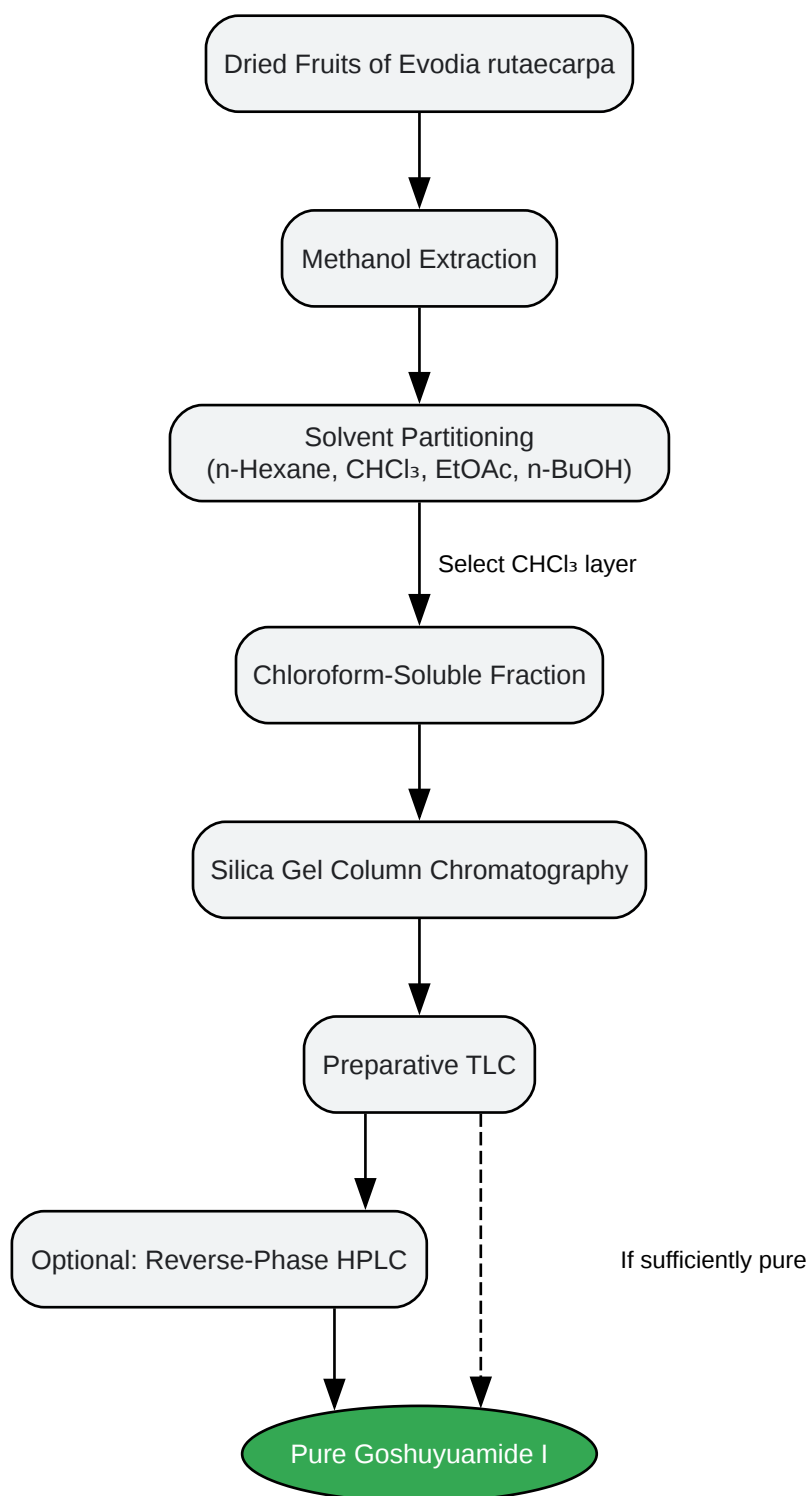 Dried Fruits of Evodia rutaecarpa
Methanol Extraction
Solvent Partitioning
(n-Hexane, CHCl₃, EtOAc, n-BuOH)
Select CHCl₃ layer
Chloroform-Soluble Fraction
Silica Gel Column Chromatography
Preparative TLC
Optional: Reverse-Phase HPLC
If sufficiently pure
Pure Goshuyuamide I